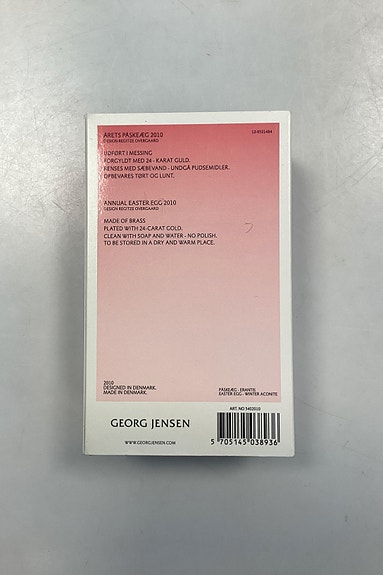 ÅRETS PÅSKEÆG 2010
DESIGN REGITZE OVERGAARD
UDFØRT I MESSING
FORGYLDT MED 24 - KARAT GULD.
RENSES MED SÆBEVAND - UNDGÅ PUDSEMIDLER.
OPBEVARES TØRT OG LUNT.
ANNUAL EASTER EGG 2010
DESIGN REGITZE OVERGAARD
MADE OF BRASS
PLATED WITH 24-CARAT GOLD.
CLEAN WITH SOAP AND WATER - NO POLISH.
TO BE STORED IN A DRY AND WARM PLACE.
2010
DESIGNED IN DENMARK.
MADE IN DENMARK.
PÅSKEÆG - ERANTIS
EASTER EGG - WINTER ACONITE
ART. NO 3402010
GEORG JENSEN
WWW.GEORGJENSEN.COM
5 705145 038936